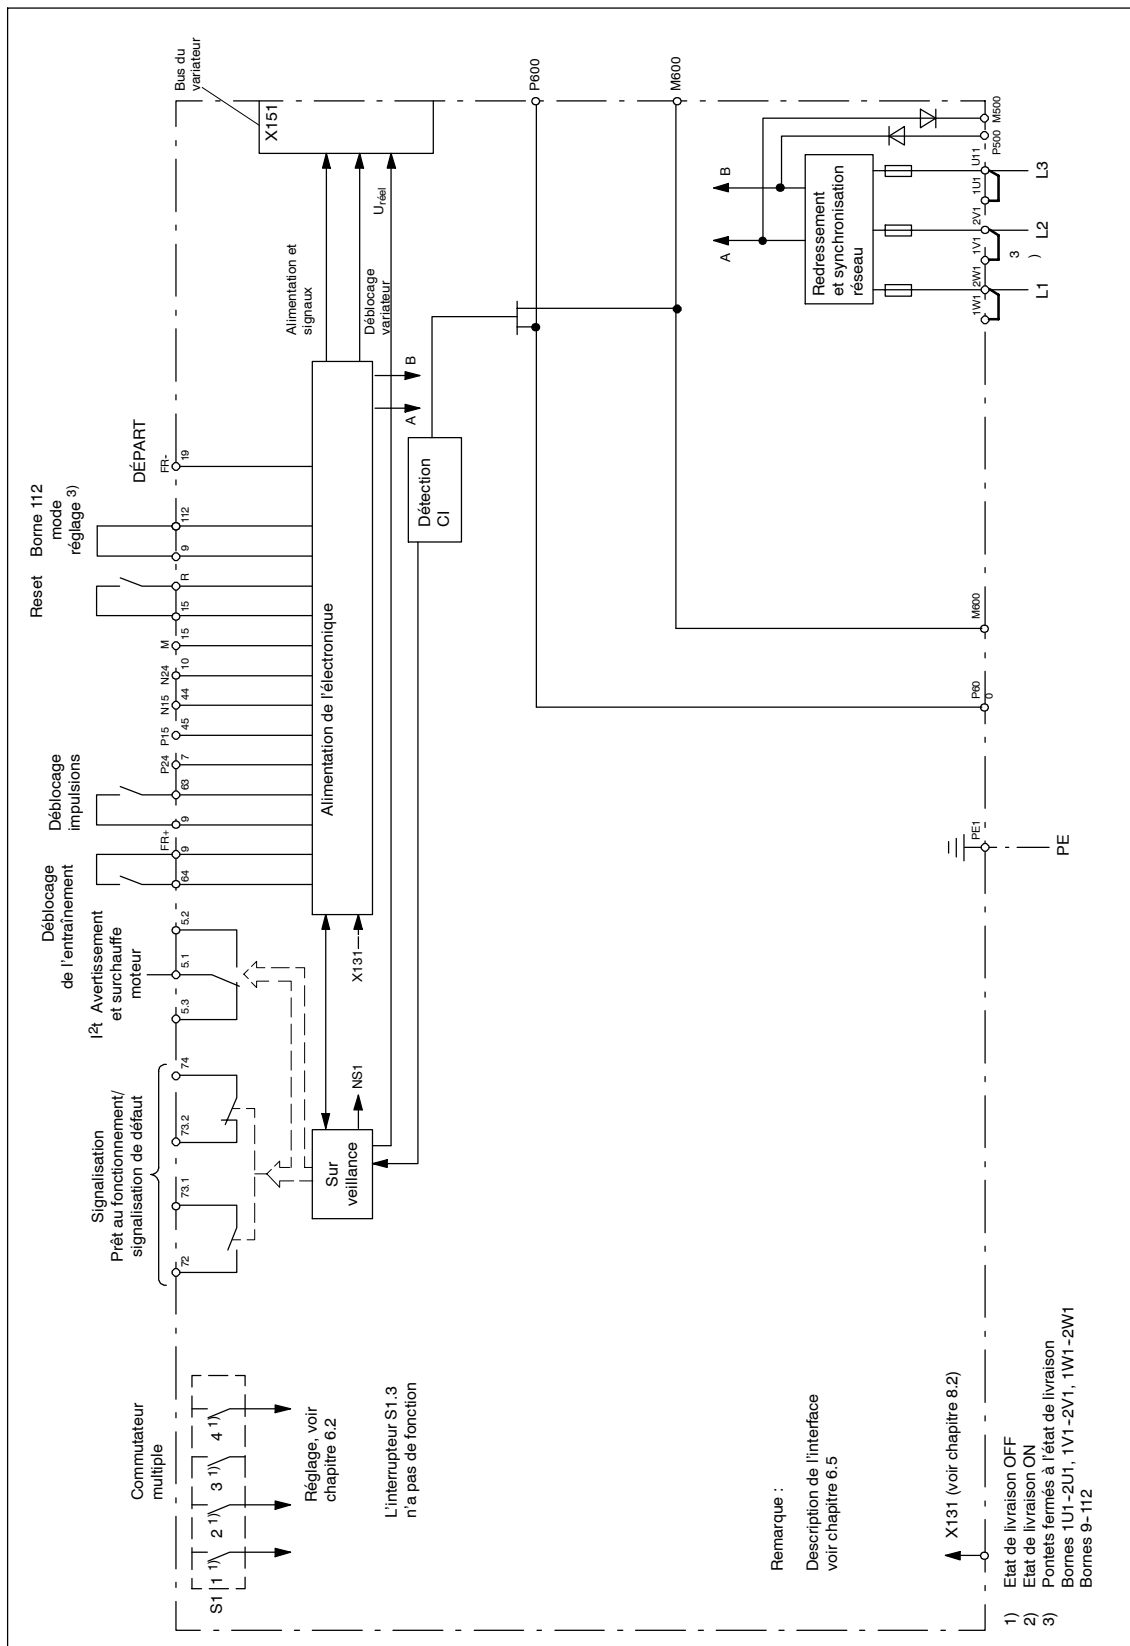 Commutateur
multiple
S1
1 1)
2 1)
3 1)
4 1)
Réglage, voir
chapitre 6.2
L'interrupteur S1.3
n'a pas de fonction
Signalisation
Prêt au fonctionnement/
signalisation de défaut
72
73.1
73.2
74
I²t Avertissement
et surchauffe
moteur
5.3
5.1
5.2
Déblocage
de l'entraînement
64
9
FR+
Déblocage
impulsions
9
63
P24
7
P15
45
N15
44
N24
10
M
15
Reset
15
R
Borne 112
mode
réglage 3)
9
112
DÉPART
FR-
19
Bus du
variateur
X151
Alimentation et
signaux
Déblocage
variateur
Uréel
Alimentation de l'électronique
A
B
X131
Sur
veillance
NS1
Détection
CI
P600
M600
A
B
Redressement
et synchronisation
réseau
PE1
PE
P60
0
M600
1W1
2W1
1V1
2V1
1U1
U11
P500
M500
L1
L2
L3
3
)
Remarque :
Description de l'interface
voir chapitre 6.5
X131 (voir chapitre 8.2)
1) Etat de livraison OFF
2) Etat de livraison ON
3) Pontets fermés à l'état de livraison
Bornes 1U1-2U1, 1V1-2V1, 1W1-2W1
Bornes 9-112